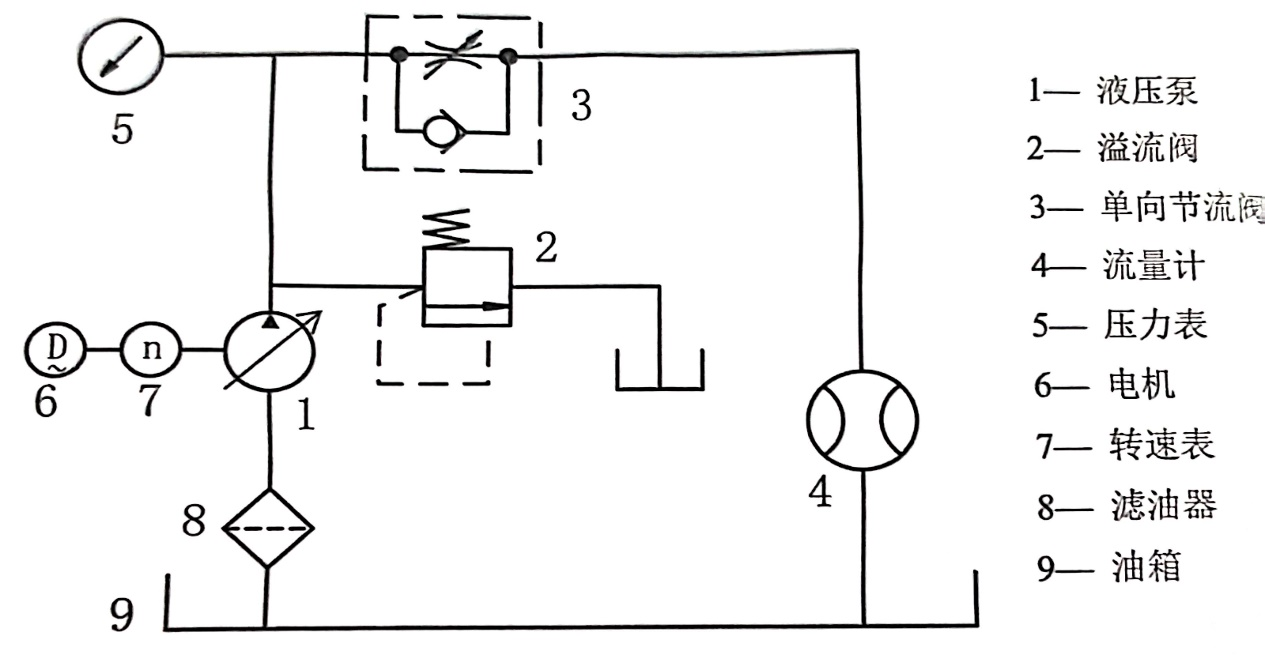 5
3
2
D
~
n
6
7
1
4
8
9
1— 液压泵
2— 溢流阀
3— 单向节流阀
4— 流量计
5— 压力表
6— 电机
7— 转速表
8— 滤油器
9— 油箱